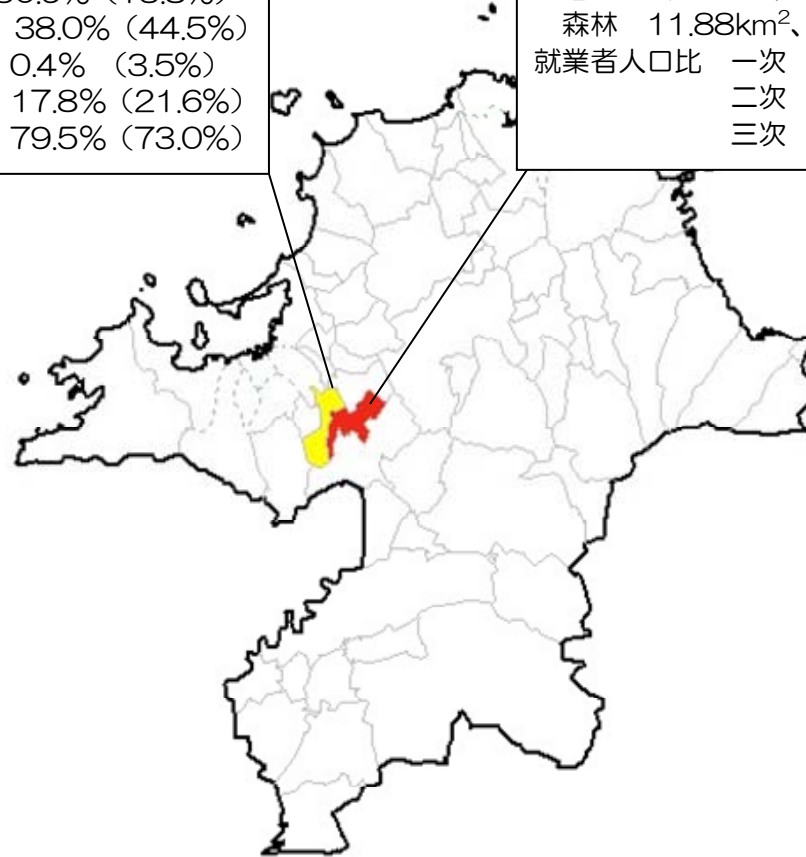 38.0%(44.5%)
0.4% (3.5%)
17.8%(21.6%)
79.5%(73.0%)
森林 11.88km²、
就業者人口比 一次
二次
三次